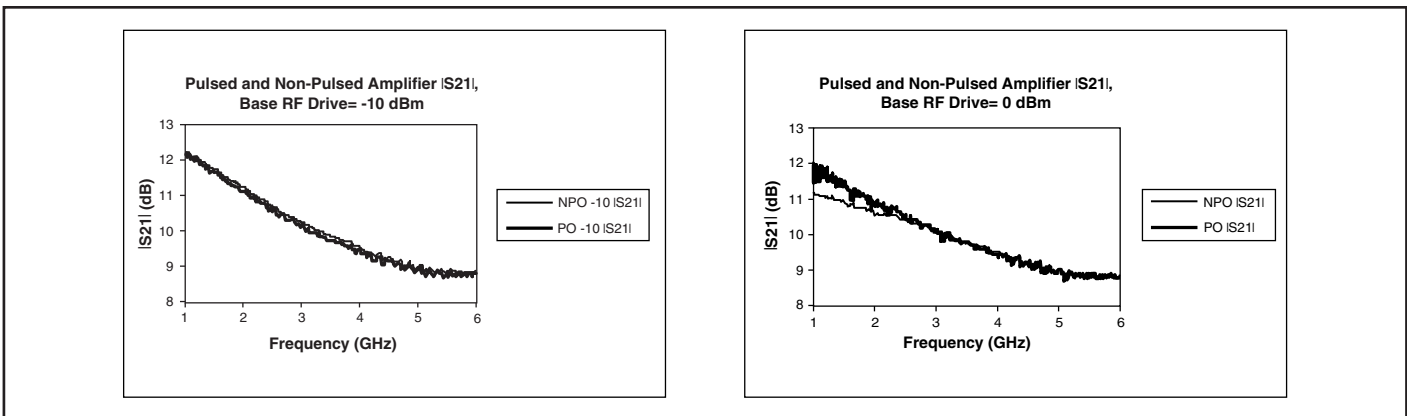 Pulsed and Non-Pulsed Amplifier |S21|,
Base RF Drive= -10 dBm
13
12
11
10
9
8
|S21| (dB)
1 2 3 4 5 6
Frequency (GHz)
NPO -10 |S21|
PO -10 |S21|
Pulsed and Non-Pulsed Amplifier |S21|,
Base RF Drive= 0 dBm
13
12
11
10
9
8
|S21| (dB)
1 2 3 4 5 6
Frequency (GHz)
NPO |S21|
PO |S21|